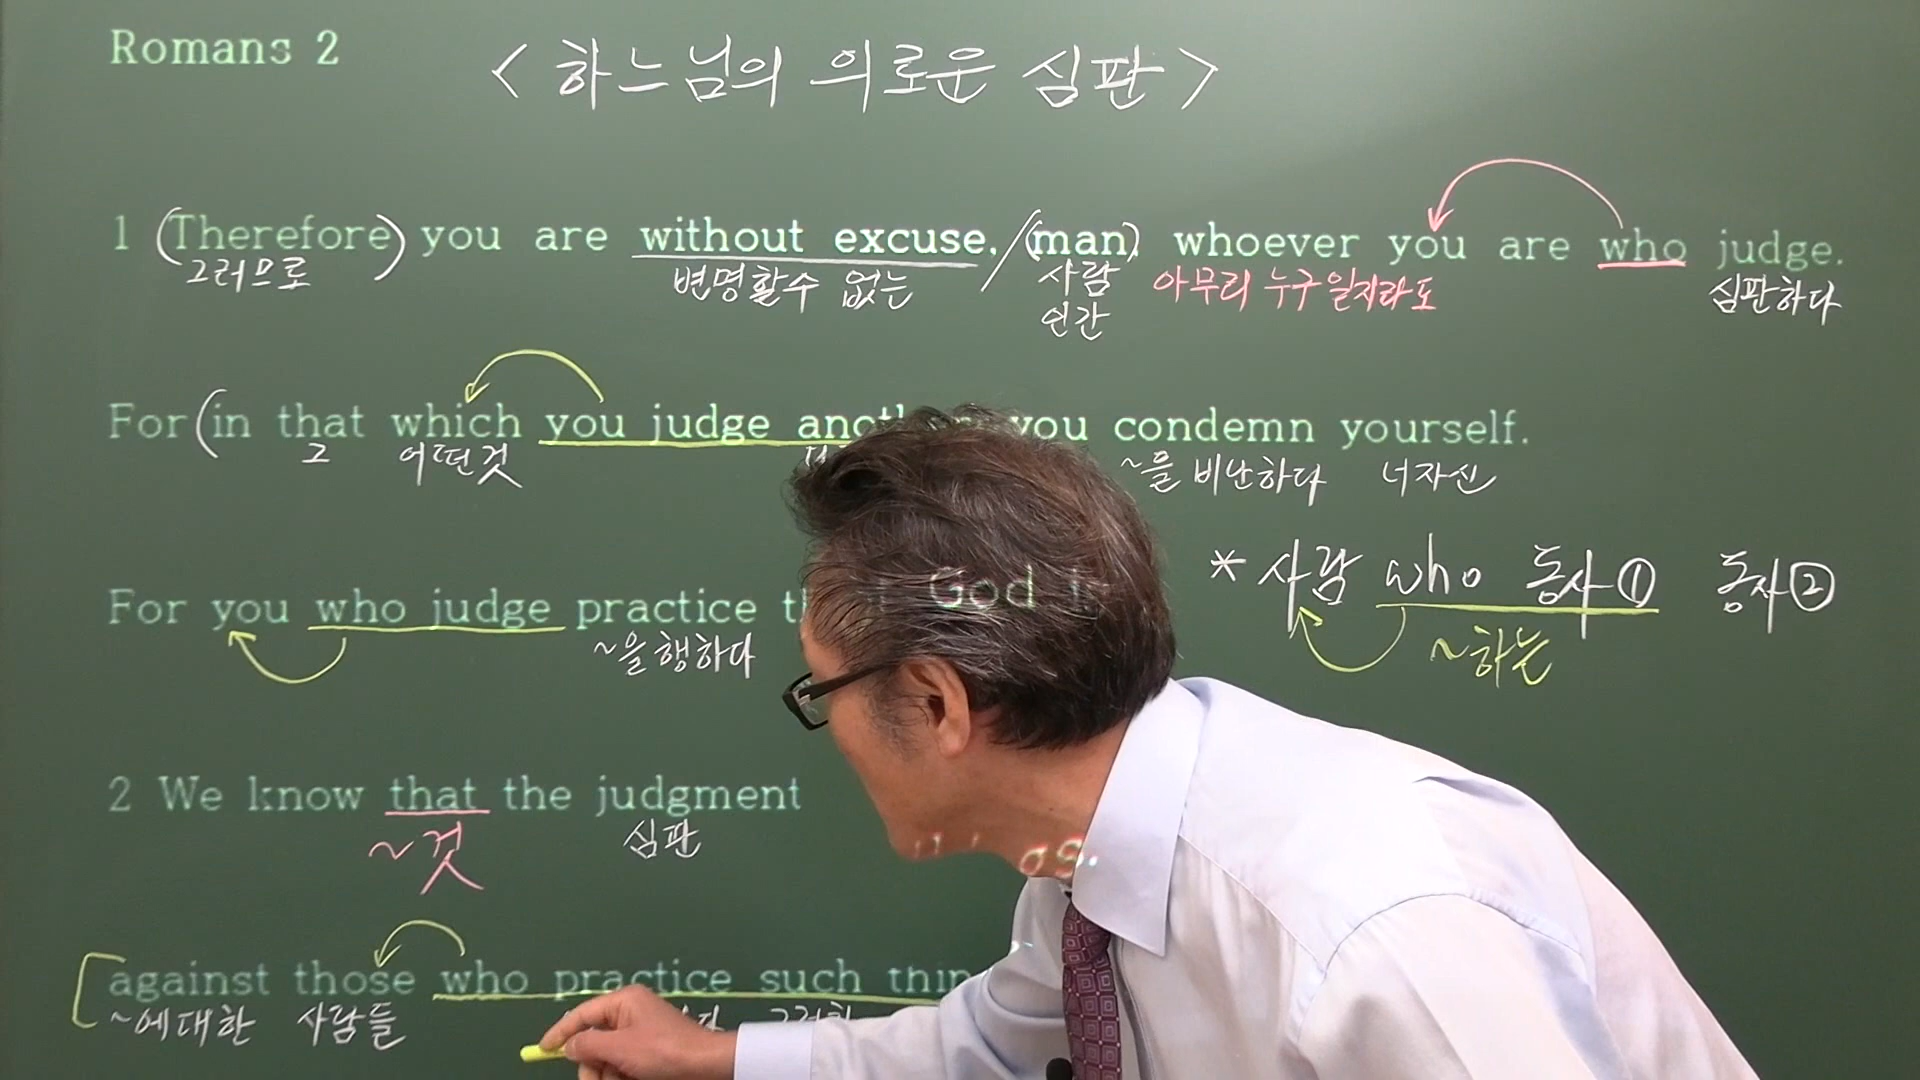 Romans 2
< 하느님의 의로운 심판 >
1 (Therefore) you are without excuse. / (man). whoever you are who judge.
그러므로 변명할수 없는 사람 아무리 누구일지라도 심판하다
인간
For (in that which you judge you condemn yourself.
그 어떤것 ~을 비난하다 너자신
* 사람 who 동사① 동사②
For you who judge practice God
~을 행하다 ~하는
2 We know that the judgment
~것 심판
[against those who practice such
~에대한 사람들